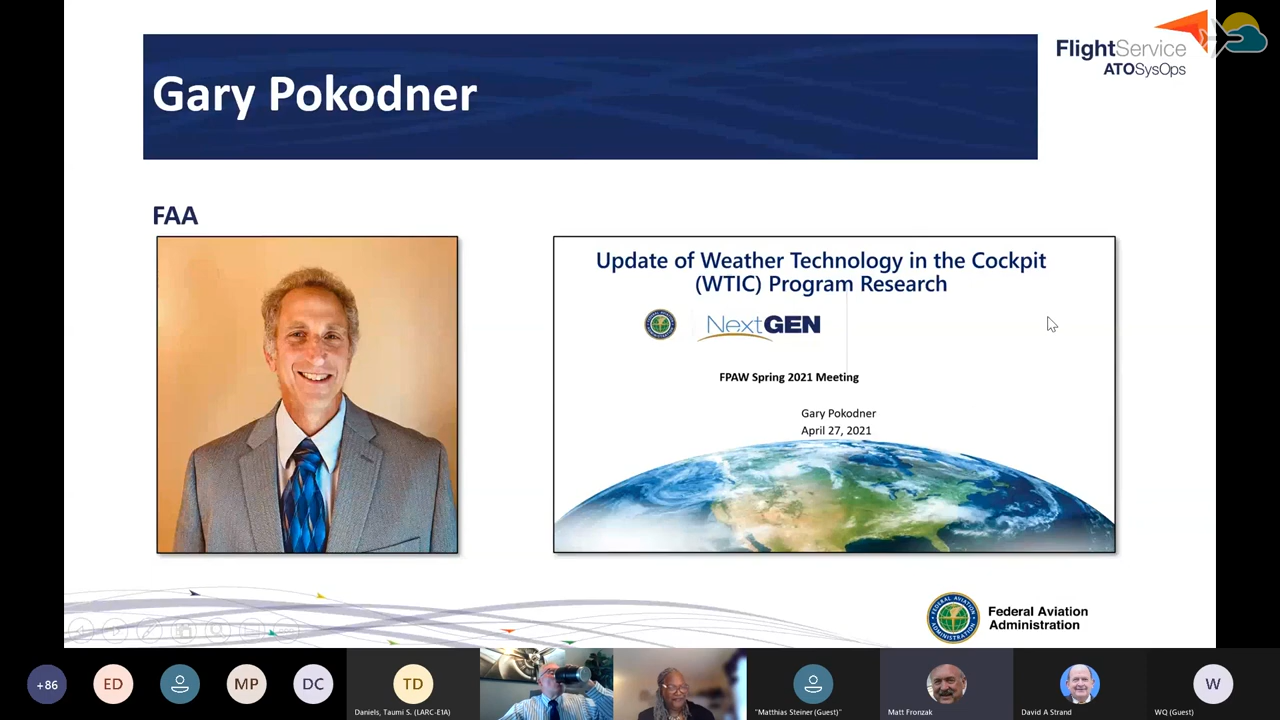 Gary Pokodner
FlightService
ATOSysOps
FAA
Update of Weather Technology in the Cockpit
(WTIC) Program Research
NextGEN
FPAW Spring 2021 Meeting
Gary Pokodner
April 27, 2021
Federal Aviation
Administration
+86
ED
MP
DC
TD
Daniels, Taumi S. (LARC-E1A)
"Matthias Steiner (Guest)"
Matt Fronzak
David A Strand
W
WQ (Guest)